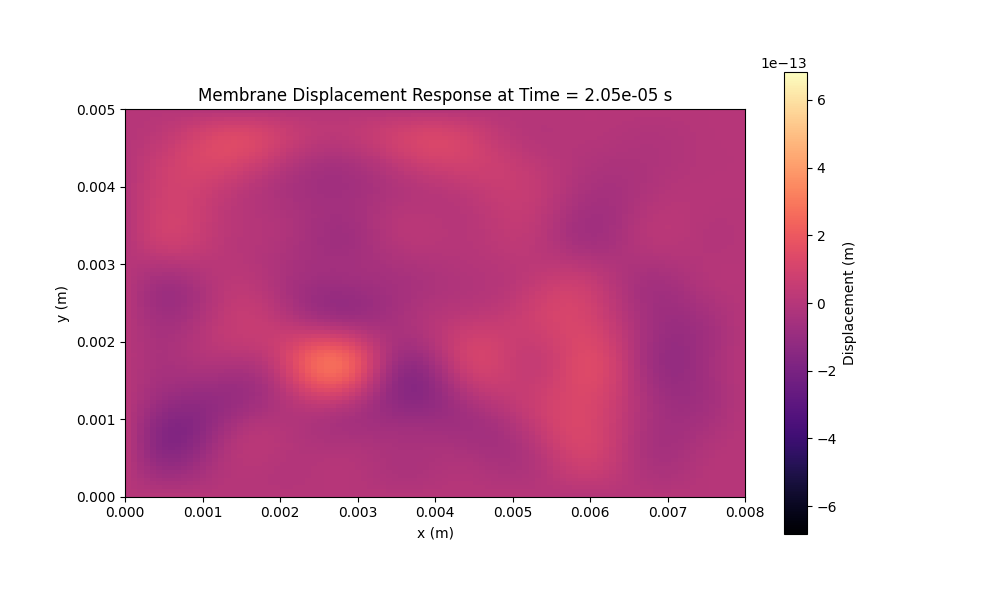 1e−13
Membrane Displacement Response at Time = 2.05e-05 s
0.005
0.004
0.003
0.002
0.001
0.000
y (m)
0.000 0.001 0.002 0.003 0.004 0.005 0.006 0.007 0.008
x (m)
6
4
2
0
−2
−4
−6
Displacement (m)